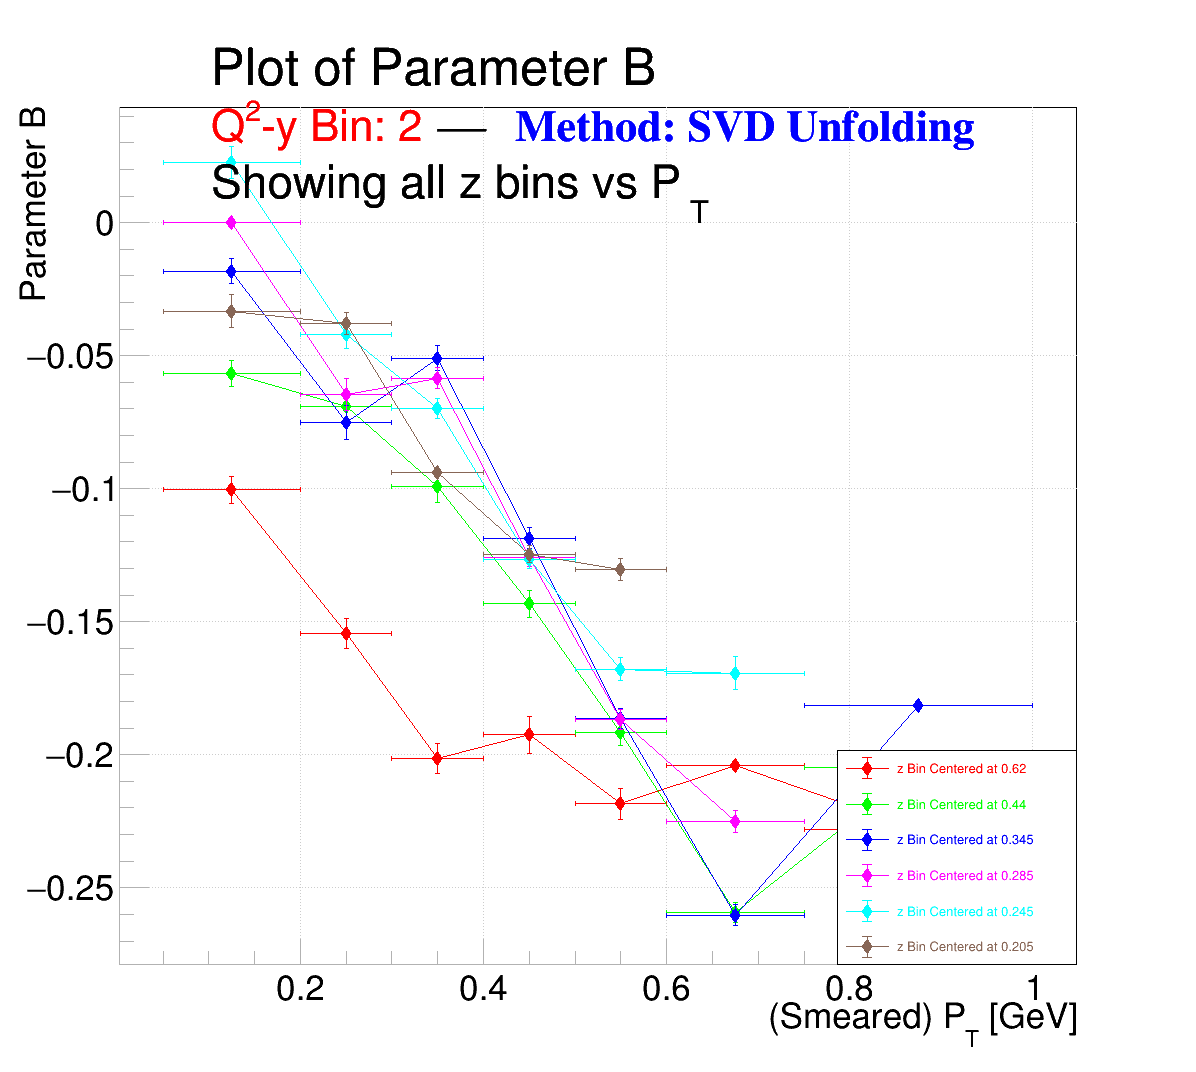 Plot of Parameter B
Q²-y Bin: 2 — Method: SVD Unfolding
Showing all z bins vs P_T
Parameter B
0
−0.05
−0.1
−0.15
−0.2
−0.25
z Bin Centered at 0.62
z Bin Centered at 0.44
z Bin Centered at 0.345
z Bin Centered at 0.285
z Bin Centered at 0.245
z Bin Centered at 0.205
0.2 0.4 0.6 0.8 1
(Smeared) P_T [GeV]